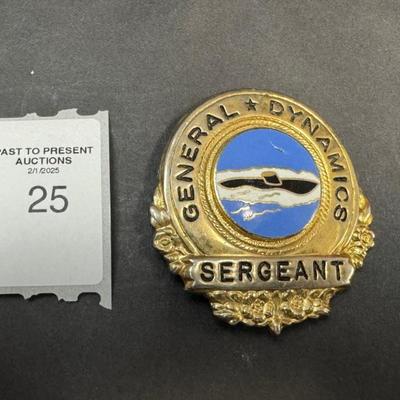 PAST TO PRESENT
AUCTIONS
2/1/2025
25
GENERAL ★ DYNAMICS
SERGEANT